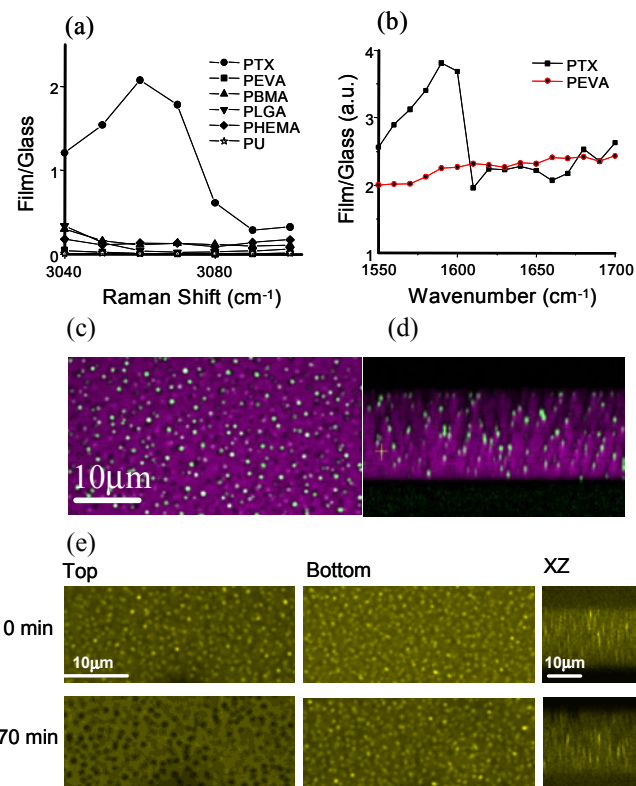 (a)
Film/Glass
2
1
0
3040
3080
Raman Shift (cm-1)
PTX
PEVA
PBMA
PLGA
PHEMA
PU
(b)
Film/Glass (a.u.)
4
3
2
1
1550
1600
1650
1700
Wavenumber (cm-1)
PTX
PEVA
(c)
10µm
(d)
(e)
Top
Bottom
XZ
0 min
10µm
10µm
70 min